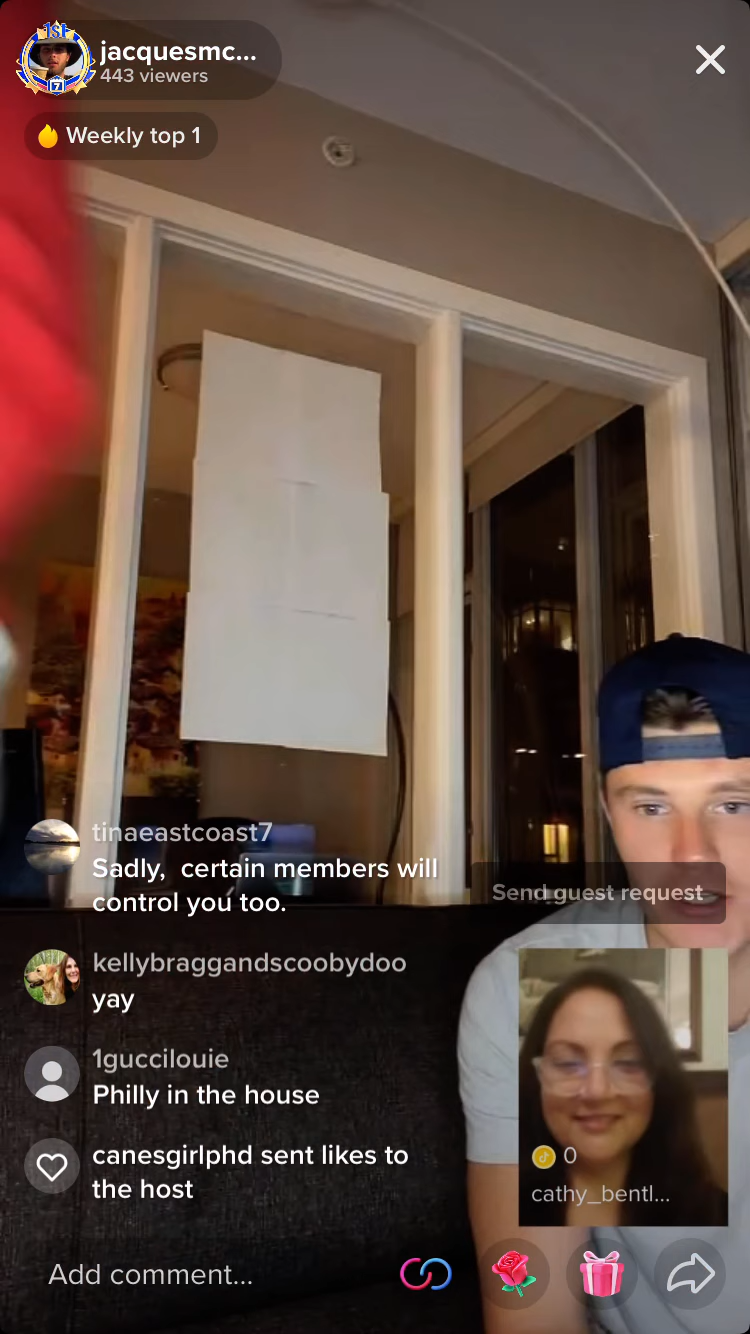 1st
7
jacquesmc...
443 viewers
Weekly top 1
tinaeastcoast7
Sadly, certain members will
control you too.
Send guest request
kellybraggandscoobydoo
yay
1guccilouie
Philly in the house
canesgirlphd sent likes to
the host
0
cathy_bentl...
Add comment...